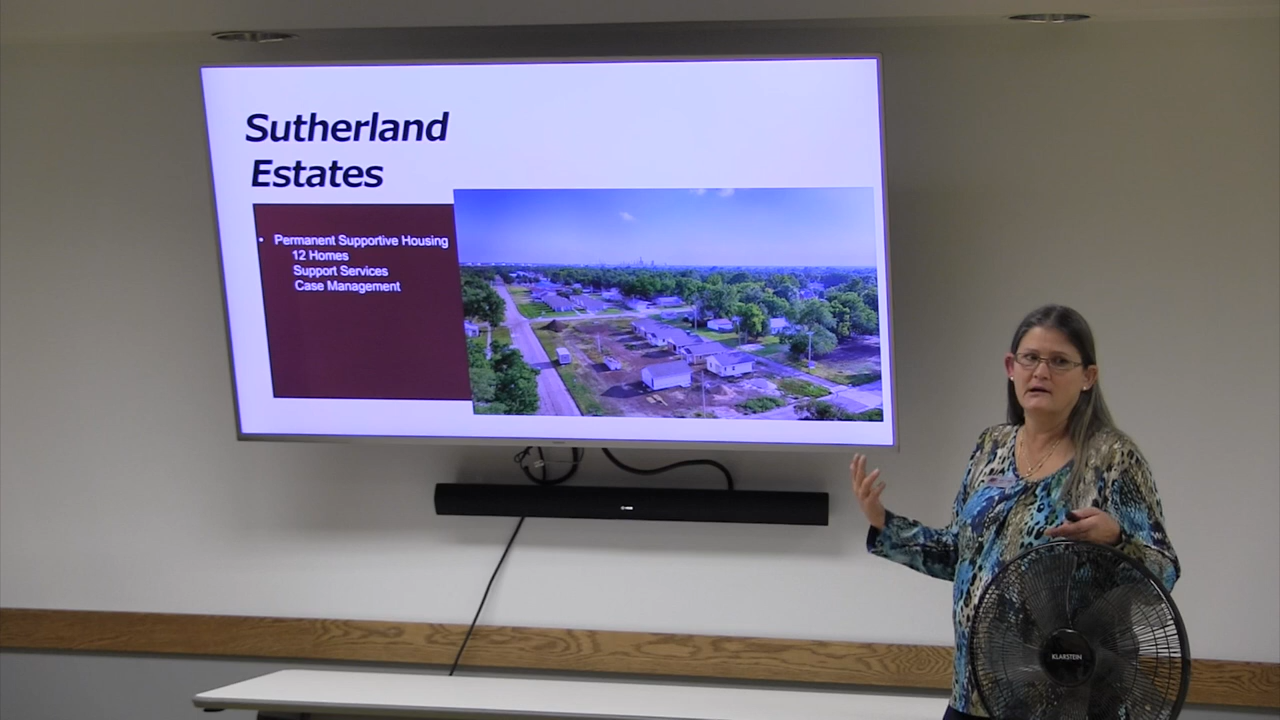 Sutherland
Estates
• Permanent Supportive Housing
12 Homes
Support Services
Case Management
KLARSTEIN